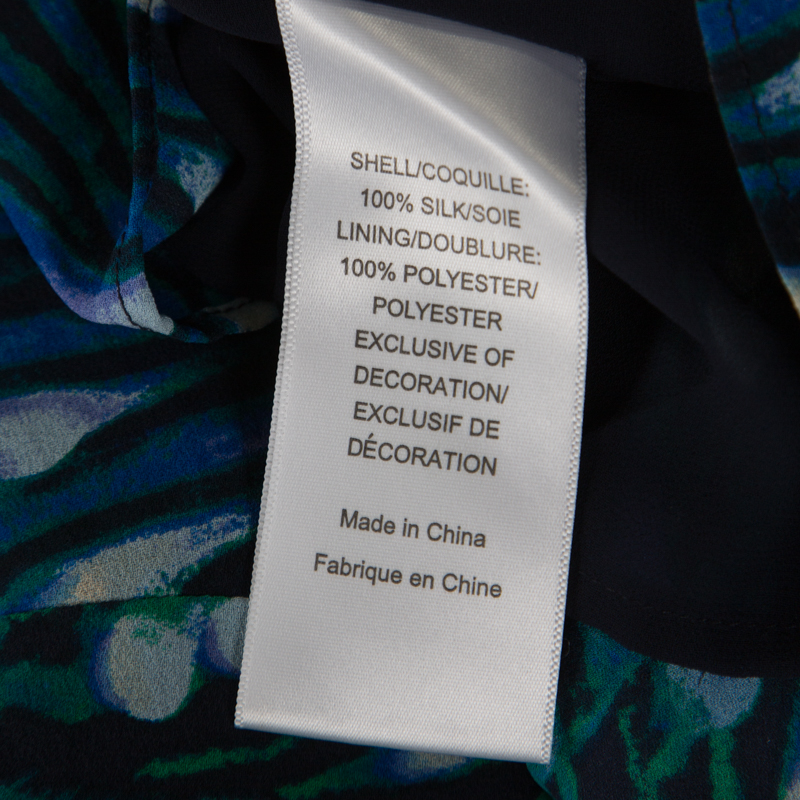 SHELL/COQUILLE:
100% SILK/SOIE
LINING/DOUBLURE:
100% POLYESTER/
POLYESTER
EXCLUSIVE OF
DECORATION/
EXCLUSIF DE
DÉCORATION
Made in China
Fabrique en Chine